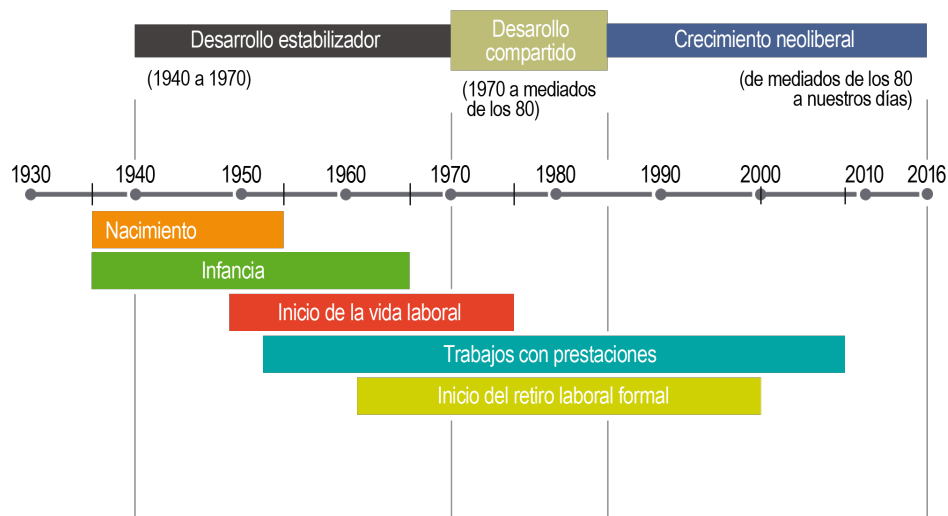 Desarrollo estabilizador
Desarollo
compartido
Crecimiento neoliberal
(1940 a 1970)
(1970 a mediados
de los 80)
(de mediados de los 80
a nuestros días)
1930 1940 1950 1960 1970 1980 1990 2000 2010 2016
Nacimiento
Infancia
Inicio de la vida laboral
Trabajos con prestaciones
Inicio del retiro laboral formal